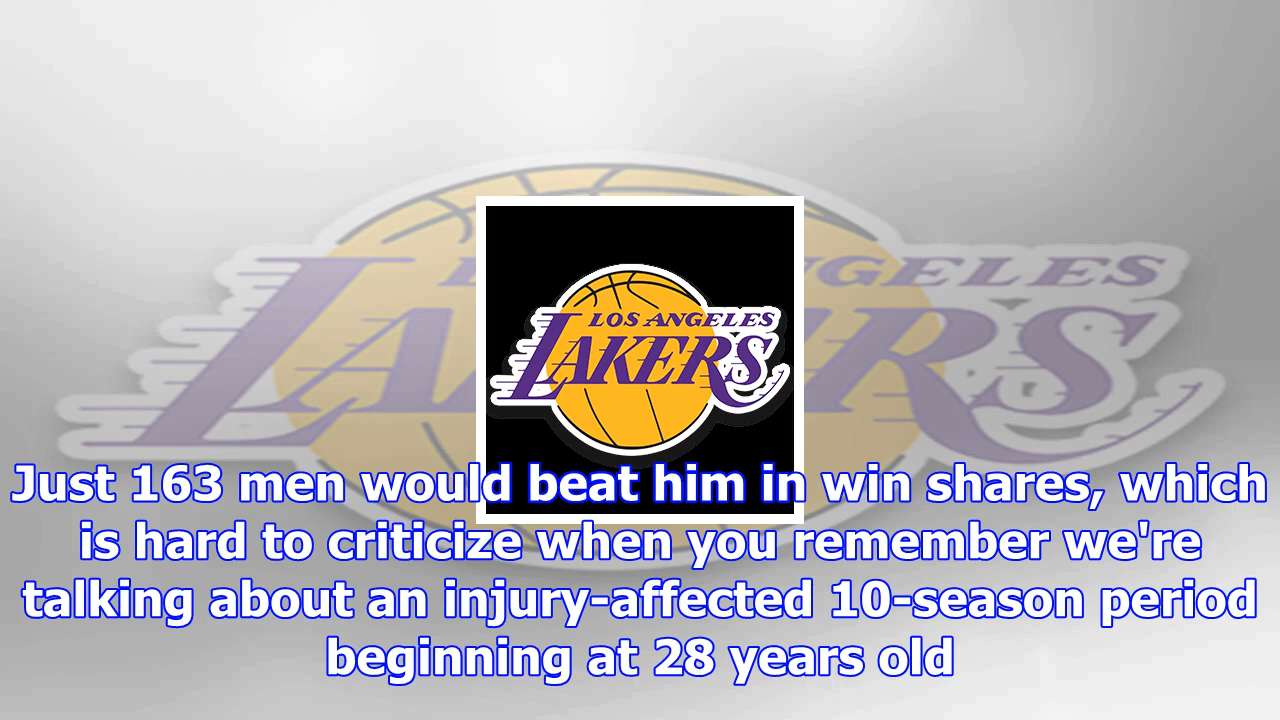 LOS ANGELES
LAKERS
Just 163 men would beat him in win shares, which
is hard to criticize when you remember we're
talking about an injury-affected 10-season period
beginning at 28 years old